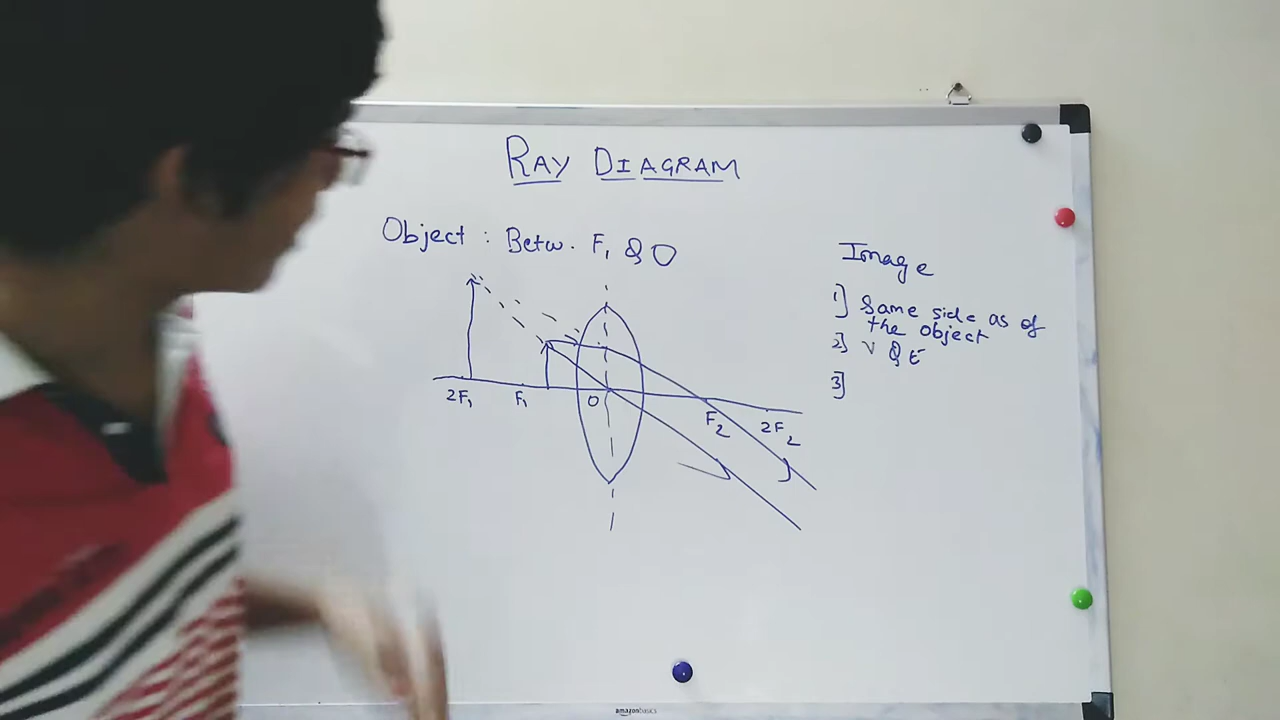 RAY DIAGRAM
Object : Betw. F₁ & O
Image
1] Same side as of
the object
2] V & E
3]
2F₁ F₁ O F₂ 2F₂
amazonbasics